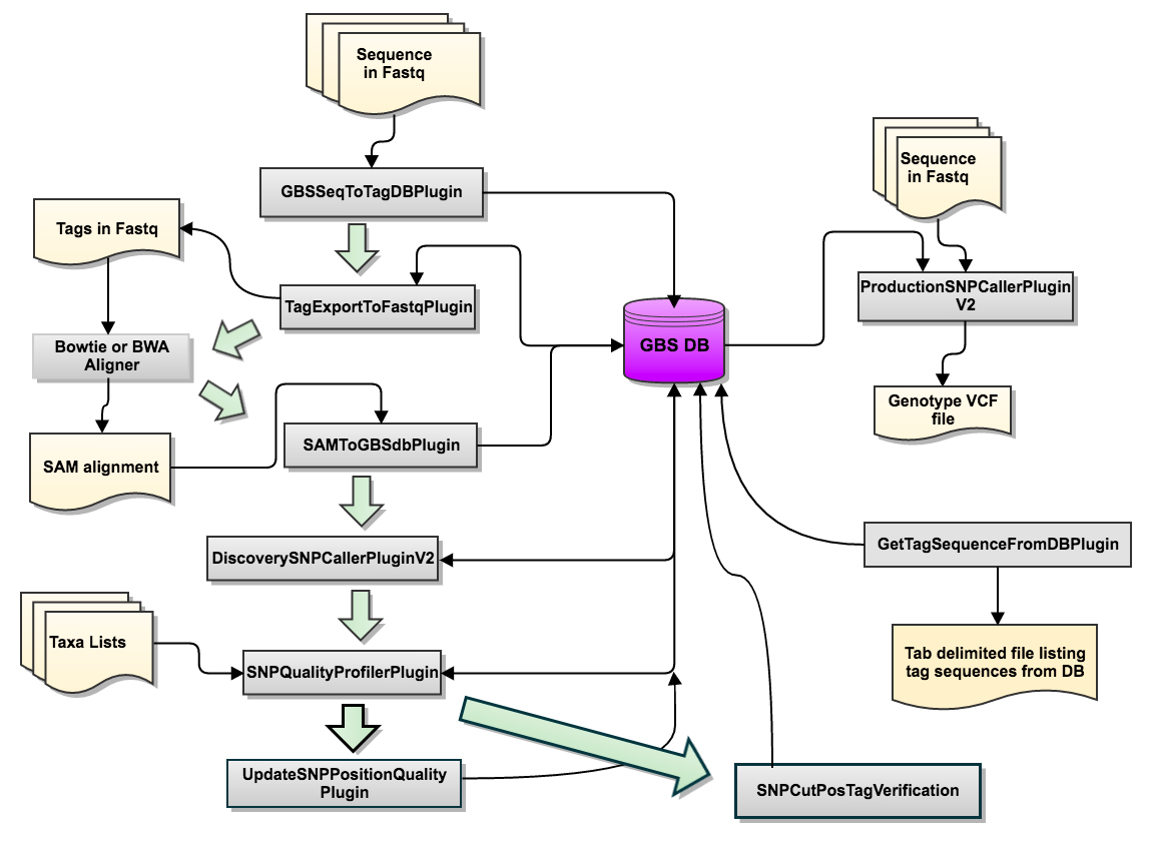 Sequence
in Fastq
Sequence
in Fastq
GBSSeqToTagDBPlugin
Tags in Fastq
TagExportToFastqPlugin
ProductionSNPCallerPlugin
V2
GBS DB
Bowtie or BWA
Aligner
Genotype VCF
file
SAMToGBSdbPlugin
SAM alignment
GetTagSequenceFromDBPlugin
DiscoverySNPCallerPluginV2
Taxa Lists
SNPQualityProfilerPlugin
Tab delimited file listing
tag sequences from DB
UpdateSNPPositionQuality
Plugin
SNPCutPosTagVerification